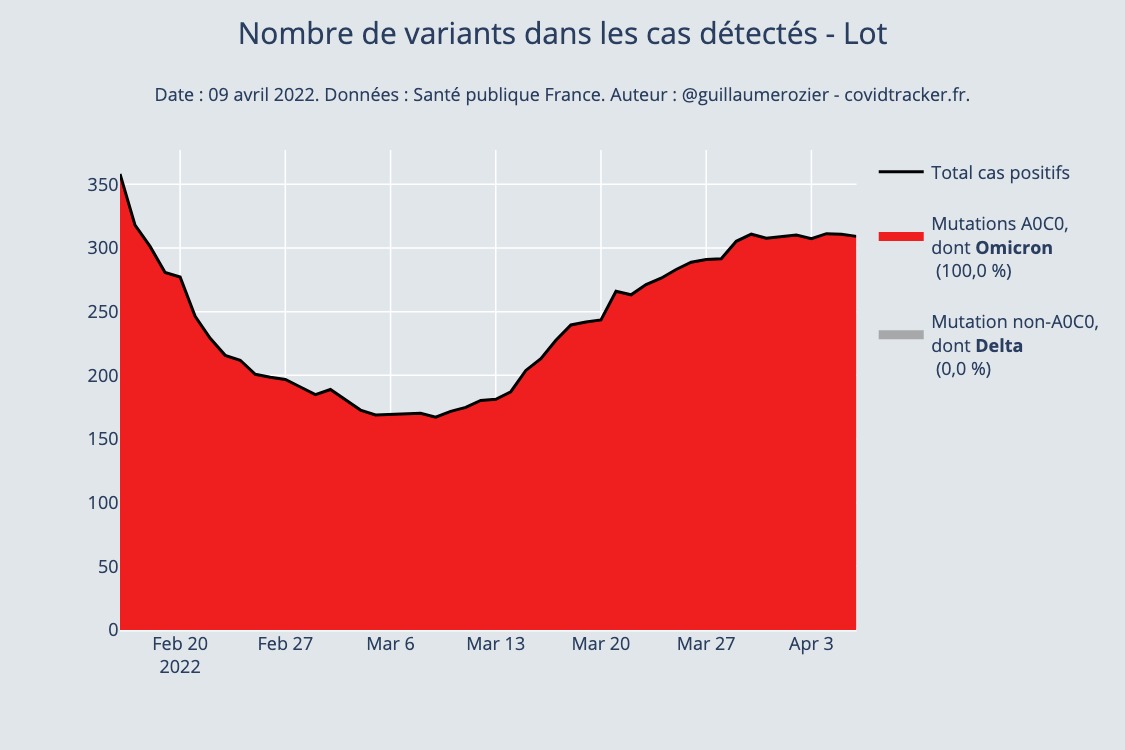 Nombre de variants dans les cas détectés - Lot
Date : 09 avril 2022. Données : Santé publique France. Auteur : @guillaumerozier - covidtracker.fr.
350
300
250
200
150
100
50
0
Feb 20
2022
Feb 27
Mar 6
Mar 13
Mar 20
Mar 27
Apr 3
Total cas positifs
Mutations A0C0,
dont Omicron
(100,0 %)
Mutation non-A0C0,
dont Delta
(0,0 %)